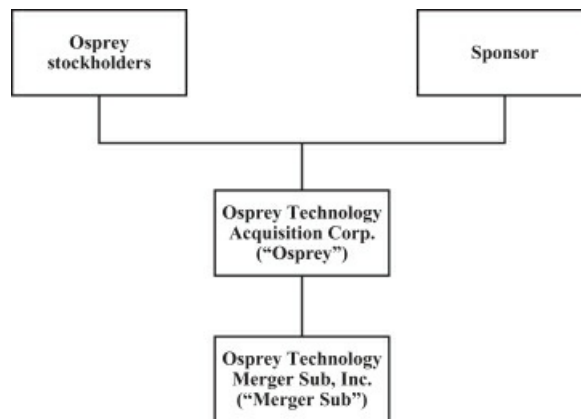 Osprey
stockholders
Sponsor
Osprey Technology
Acquisition Corp.
(“Osprey”)
Osprey Technology
Merger Sub, Inc.
(“Merger Sub”)